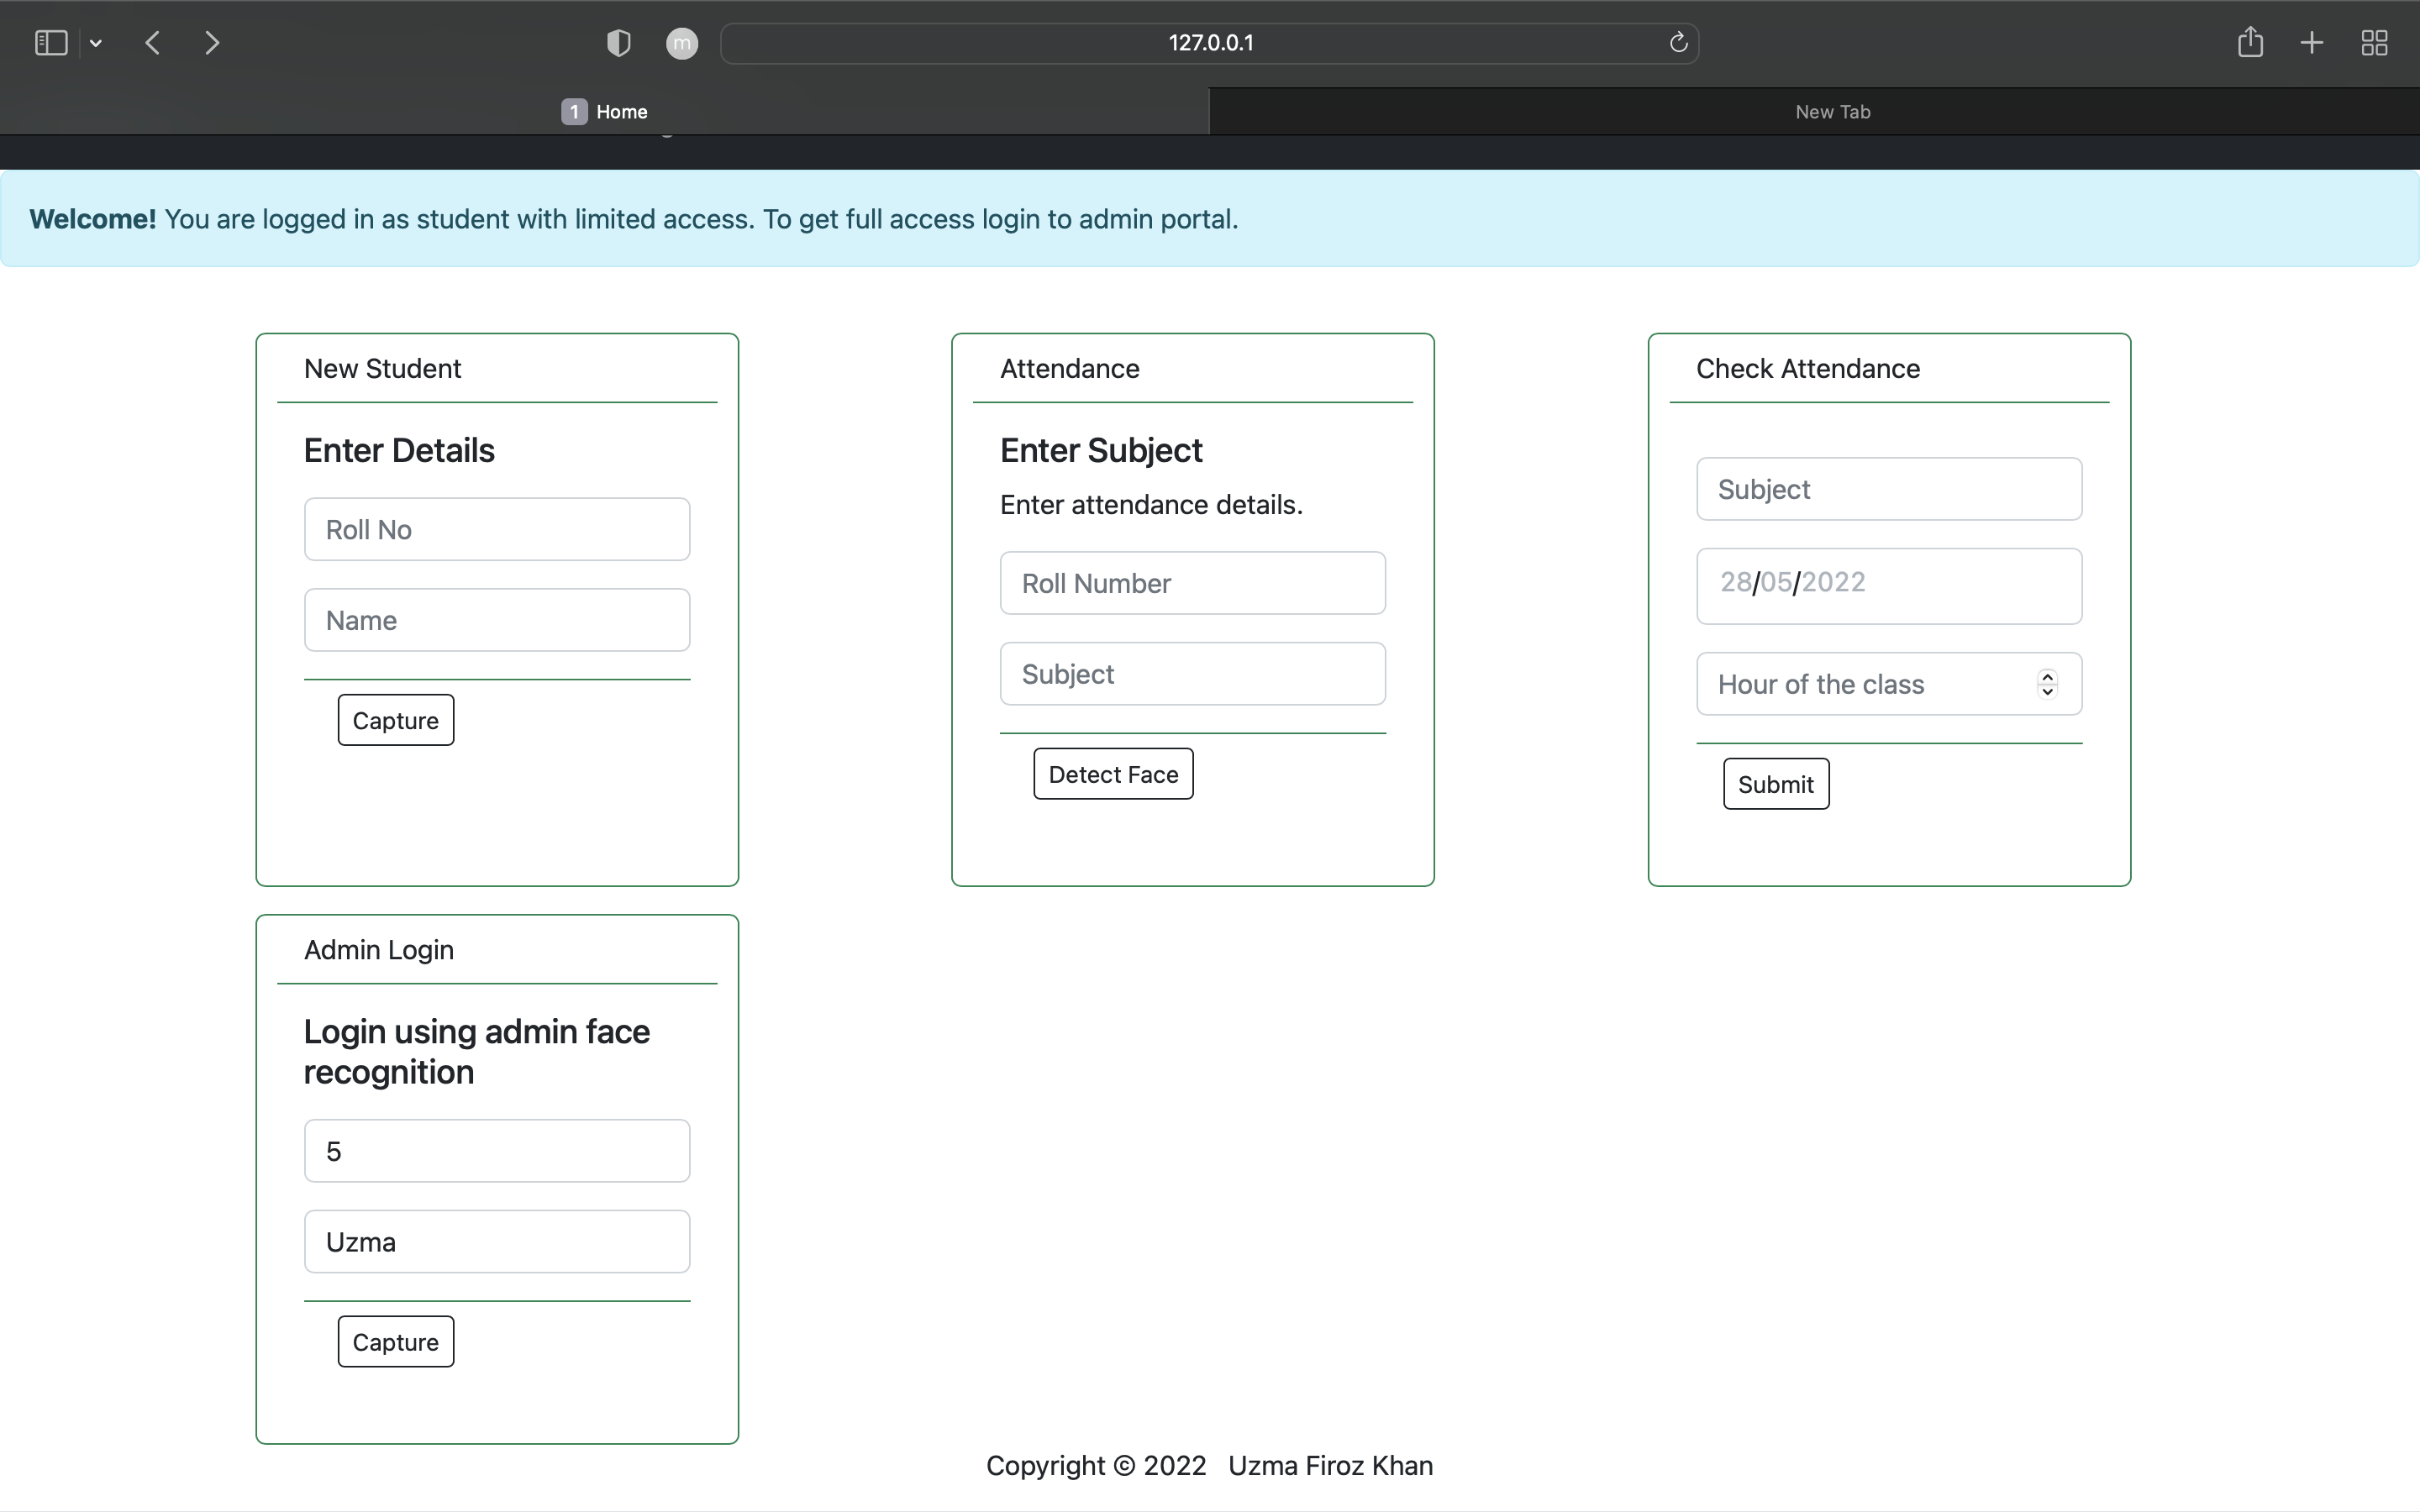 m
127.0.0.1
1 Home
New Tab
Welcome! You are logged in as student with limited access. To get full access login to admin portal.
New Student
Enter Details
Roll No
Name
Capture
Attendance
Enter Subject
Enter attendance details.
Roll Number
Subject
Detect Face
Check Attendance
Subject
28/05/2022
Hour of the class
Submit
Admin Login
Login using admin face
recognition
5
Uzma
Capture
Copyright © 2022 Uzma Firoz Khan